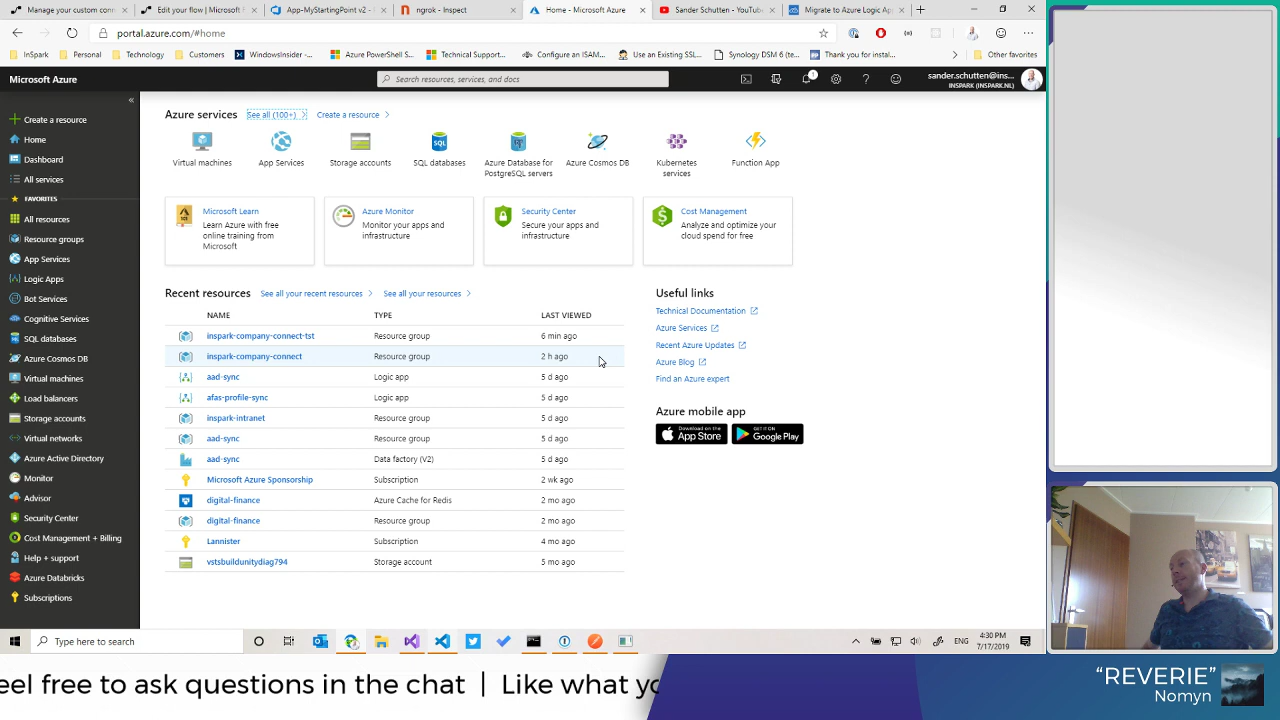 Manage your custom conn
Edit your flow | Microsoft F
App-MyStartingPoint v2 -
ngrok - Inspect
Home - Microsoft Azure
Sander Schutten - YouTube
Migrate to Azure Logic App
portal.azure.com/#home
InSpark
Personal
Technology
Customers
WindowsInsider -
Azure PowerShell S
Technical Support...
Configure an ISAM...
Use an Existing SSL...
Synology DSM 6 (te...
Thank you for instal...
Other favorites
Microsoft Azure
Search resources, services, and docs
1
sander.schutten@ins...
INSPARK (INSPARK.NL)
Create a resource
Home
Dashboard
All services
FAVORITES
All resources
Resource groups
App Services
Logic Apps
Bot Services
Cognitive Services
SQL databases
Azure Cosmos DB
Virtual machines
Load balancers
Storage accounts
Virtual networks
Azure Active Directory
Monitor
Advisor
Security Center
Cost Management + Billing
Help + support
Azure Databricks
Subscriptions
Azure services
See all (100+)
Create a resource
Virtual machines
App Services
Storage accounts
SQL databases
Azure Database for
PostgreSQL servers
Azure Cosmos DB
Kubernetes
services
Function App
Microsoft Learn
Learn Azure with free
online training from
Microsoft
Azure Monitor
Monitor your apps and
infrastructure
Security Center
Secure your apps and
infrastructure
Cost Management
Analyze and optimize your
cloud spend for free
Recent resources
See all your recent resources
See all your resources
NAME TYPE LAST VIEWED
inspark-company-connect-tst Resource group 6 min ago
inspark-company-connect Resource group 2 h ago
aad-sync Logic app 5 d ago
afas-profile-sync Logic app 5 d ago
inspark-intranet Resource group 5 d ago
aad-sync Resource group 5 d ago
aad-sync Data factory (V2) 5 d ago
Microsoft Azure Sponsorship Subscription 2 wk ago
digital-finance Azure Cache for Redis 2 mo ago
digital-finance Resource group 2 mo ago
Lannister Subscription 4 mo ago
vstsbuildunitydiag794 Storage account 5 mo ago
Useful links
Technical Documentation
Azure Services
Recent Azure Updates
Azure Blog
Find an Azure expert
Azure mobile app
Download on the
App Store
GET IT ON
Google Play
Type here to search
ENG
4:30 PM
7/17/2019
eel free to ask questions in the chat | Like what yo
“REVERIE”
Nomyn